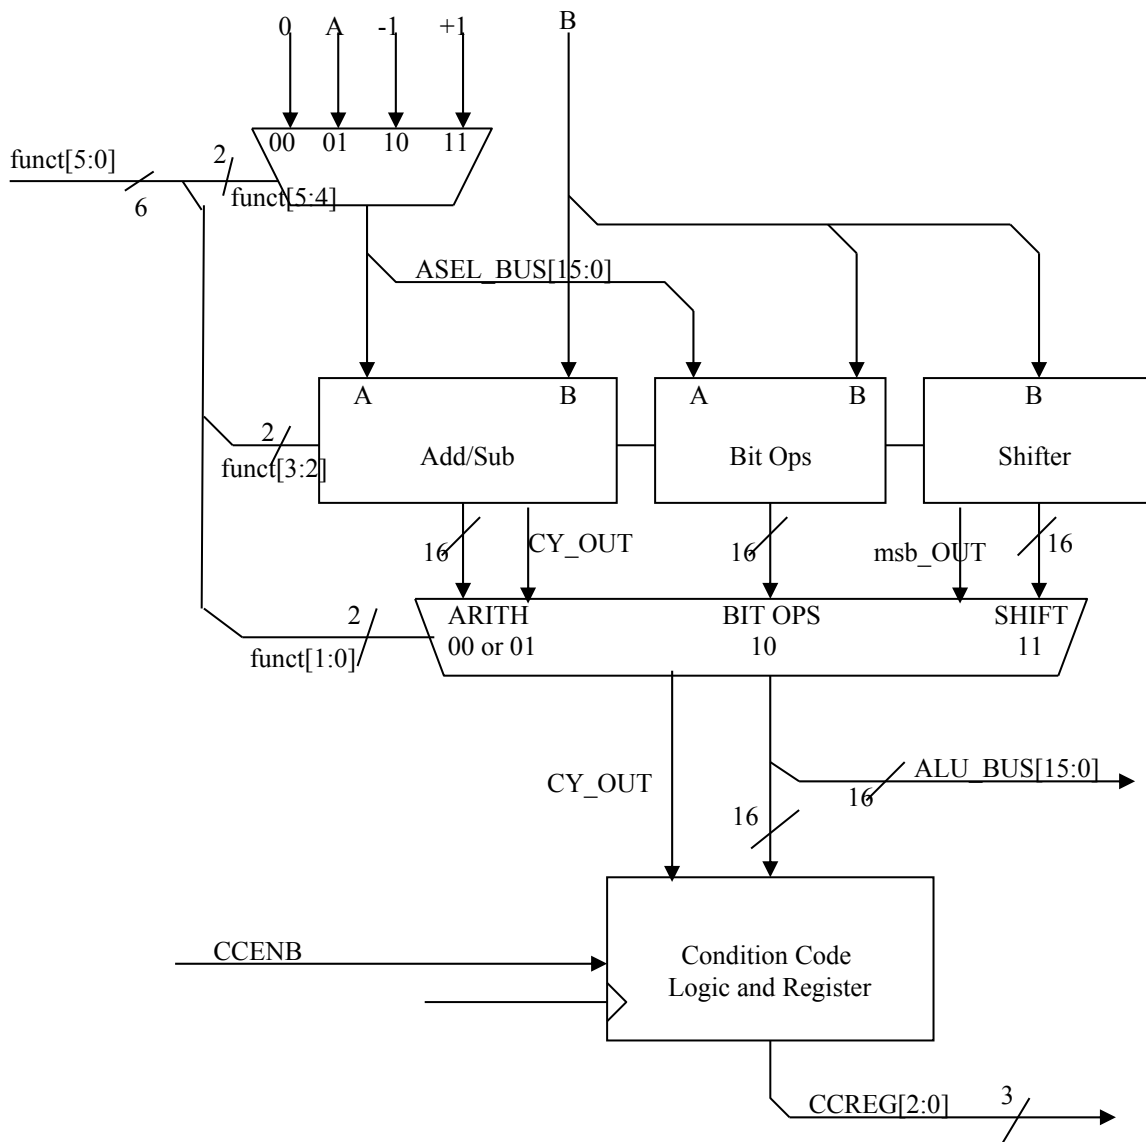 0 A -1 +1 B
00 01 10 11
funct[5:0]
2
6
funct[5:4]
ASEL_BUS[15:0]
A B A B B
2
funct[3:2]
Add/Sub Bit Ops Shifter
16 CY_OUT 16 msb_OUT 16
ARITH BIT OPS SHIFT
00 or 01 10 11
2
funct[1:0]
CY_OUT
ALU_BUS[15:0]
16
16
CCENB
Condition Code
Logic and Register
CCREG[2:0]
3